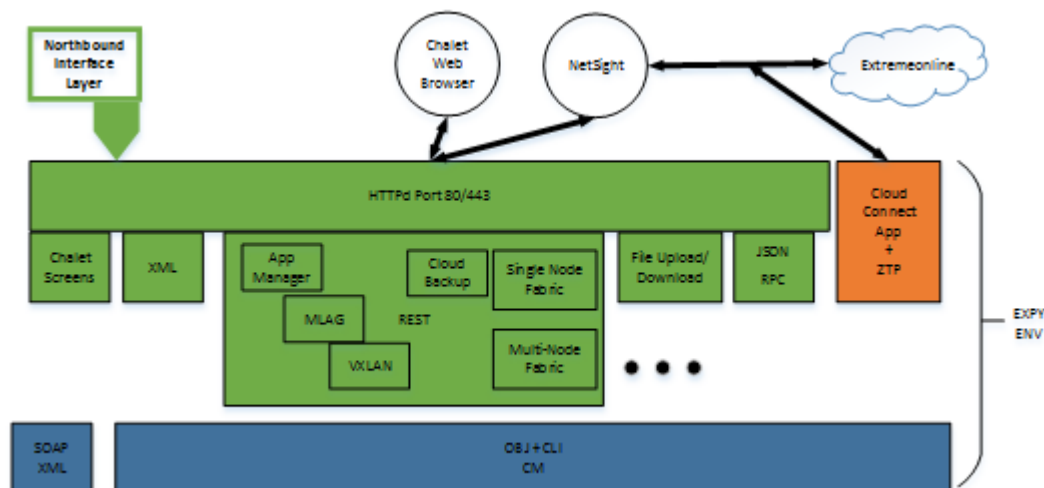 Northbound
Interface
Layer
Chalet
Web
Browser
NetSight
Extremeonline
HTTPd Port 80/443
Cloud
Connect
App
+
ZTP
Chalet
Screens
XML
App
Manager
Cloud
Backup
Single Node
Fabric
File Upload/
Download
JSON
RPC
MLAG
REST
VXLAN
Multi-Node
Fabric
EXPY
ENV
SOAP
XML
OBJ + CLI
CM